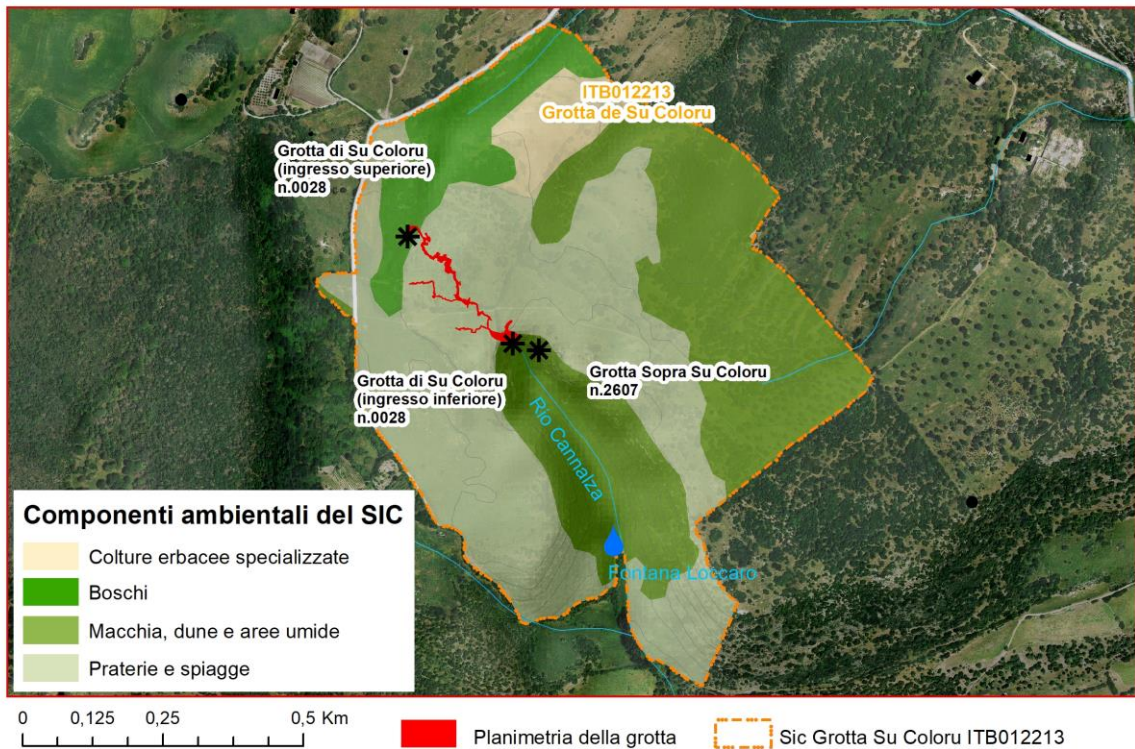 ITB012213
Grotta de Su Coloru
Grotta di Su Coloru
(ingresso superiore)
n.0028
Grotta di Su Coloru
(ingresso inferiore)
n.0028
Grotta Sopra Su Coloru
n.2607
Rio Cannalza
Fontana Loccaro
Componenti ambientali del SIC
Colture erbacee specializzate
Boschi
Macchia, dune e aree umide
Praterie e spiagge
0 0,125 0,25 0,5 Km
Planimetria della grotta
Sic Grotta Su Coloru ITB012213